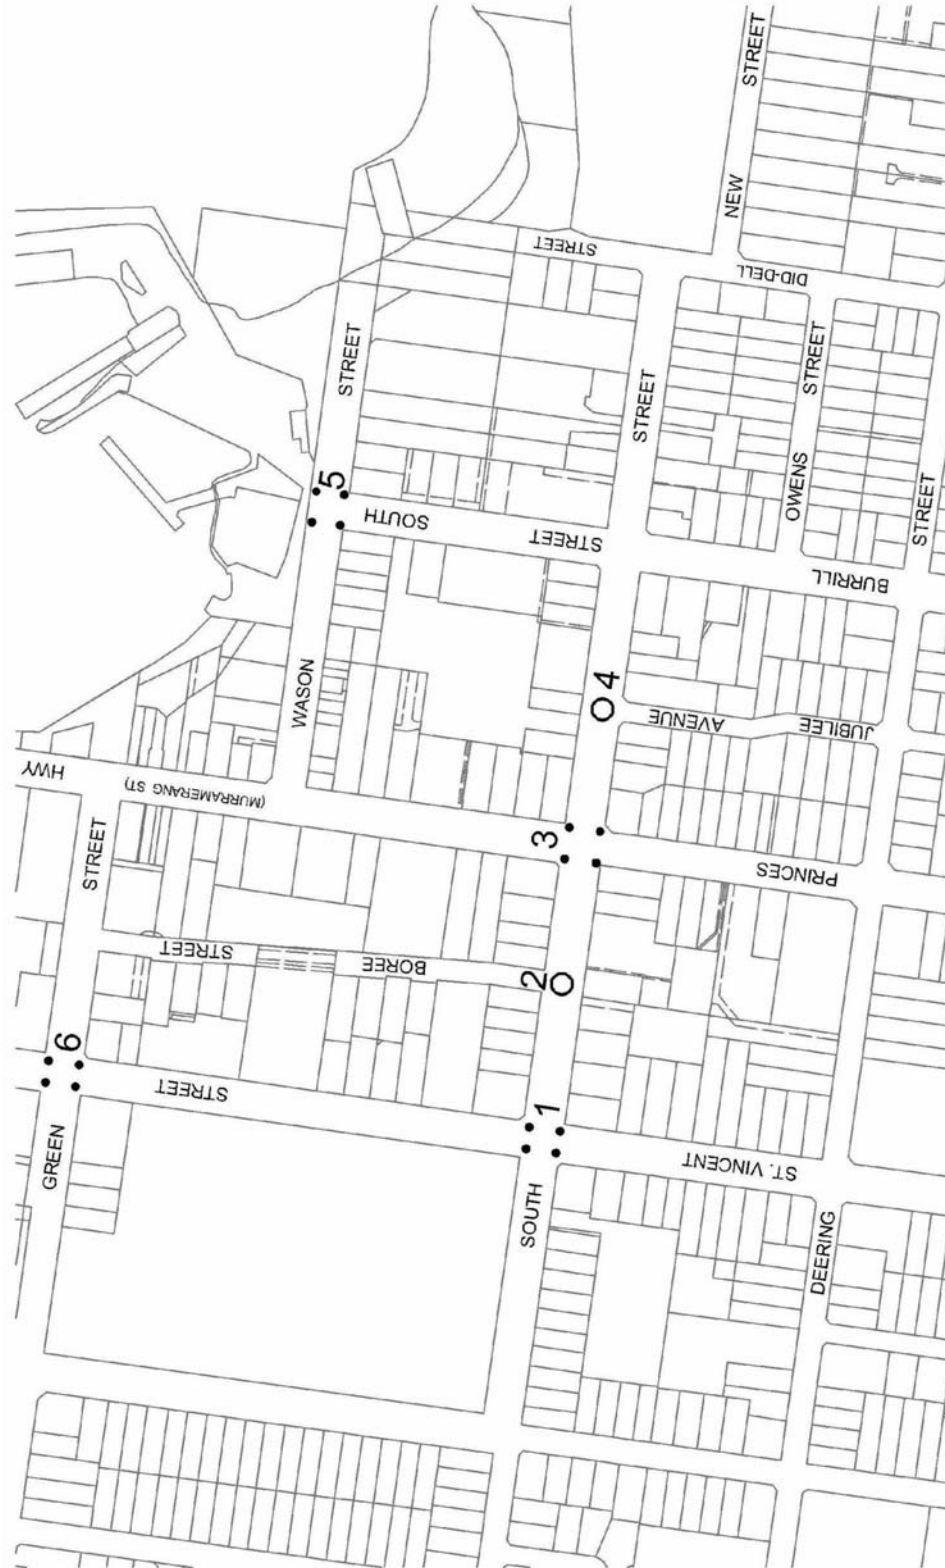 STREET
NEW
STREET
DID-DELL
STREET
STREET
STREET
OWENS
STREET
5
SOUTH
STREET
BURRILL
WASON
4
AVENUE
JUBILEE
HWY
(MURRAMERANG ST)
STREET
3
PRINCES
STREET
BOREE
2
6
STREET
1
GREEN
SOUTH
ST. VINCENT
DEERING